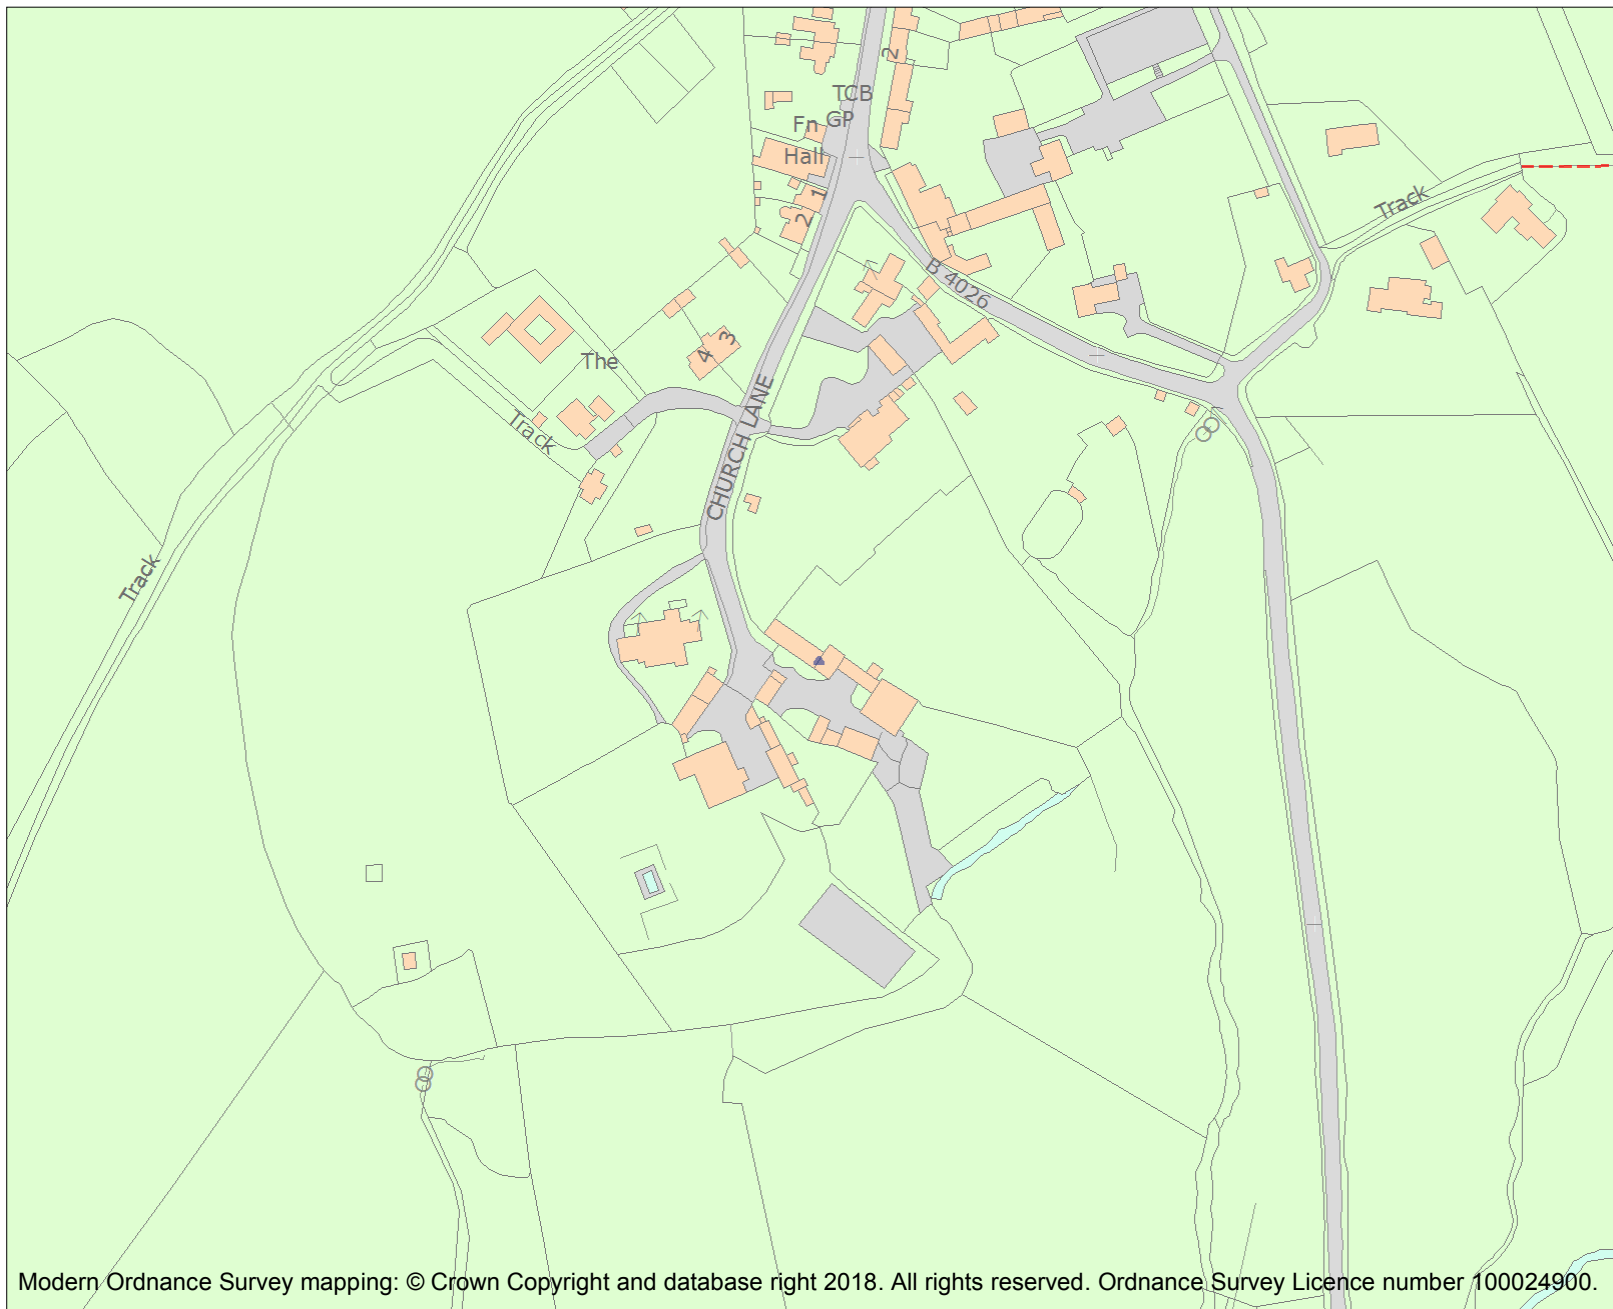 2
TCB
Fn GP
Hall
1
2
Track
B 4026
3
4
The
CHURCH LANE
Track
Track
Modern Ordnance Survey mapping: © Crown Copyright and database right 2018. All rights reserved. Ordnance Survey Licence number 100024900.